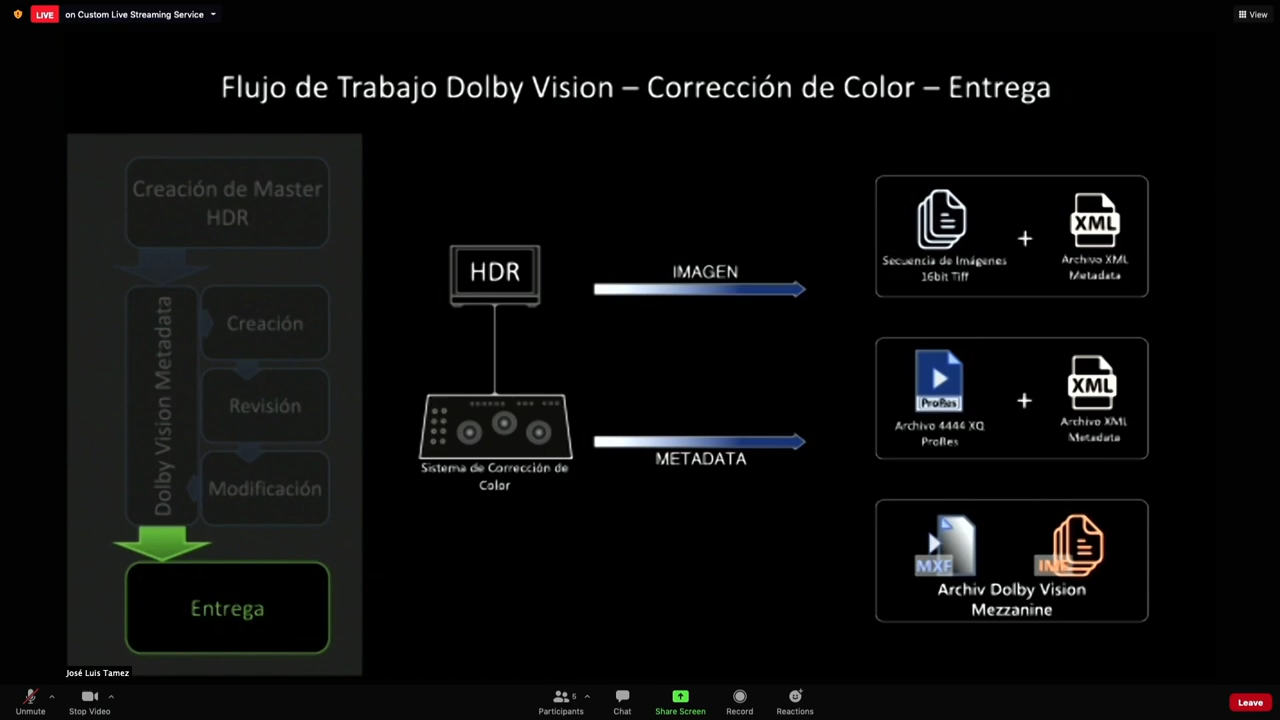 LIVE on Custom Live Streaming Service
View
Flujo de Trabajo Dolby Vision – Corrección de Color – Entrega
Creación de Master
HDR
Dolby Vision Metadata
Creación
Revisión
Modificación
Entrega
HDR
Sistema de Corrección de
Color
IMAGEN
METADATA
Secuencia de Imágenes
16bit Tiff
+
XML
Archivo XML
Metadata
[ProRes]
Archivo 4444 XQ
ProRes
+
XML
Archivo XML
Metadata
MXF
IMF
Archiv Dolby Vision
Mezzanine
José Luis Tamez
Unmute
Stop Video
Participants
5
Chat
Share Screen
Record
Reactions
Leave